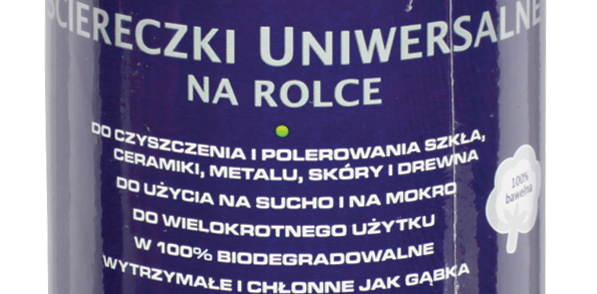 ŚCIERECZKI UNIWERSALNE
NA ROLCE
DO CZYSZCZENIA I POLEROWANIA SZKŁA,
CERAMIKI, METALU, SKÓRY I DREWNA
DO UŻYCIA NA SUCHO I NA MOKRO
DO WIELOKROTNEGO UŻYTKU
W 100% BIODEGRADOWALNE
WYTRZYMAŁE I CHŁONNE JAK GĄBKA
100%
bawełna